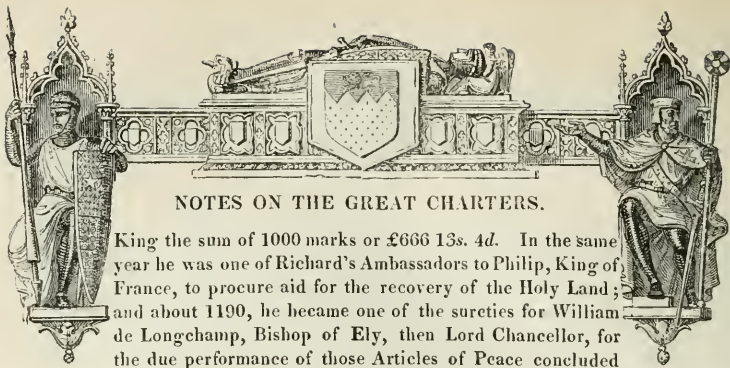 NOTES ON THE GREAT CHARTERS.
King the sum of 1000 marks or £666 13s. 4d. In the same
year he was one of Richard's Ambassadors to Philip, King of
France, to procure aid for the recovery of the Holy Land;
and about 1190, he became one of the sureties for William
de Longchamp, Bishop of Ely, then Lord Chancellor, for
the due performance of those Articles of Peace concluded